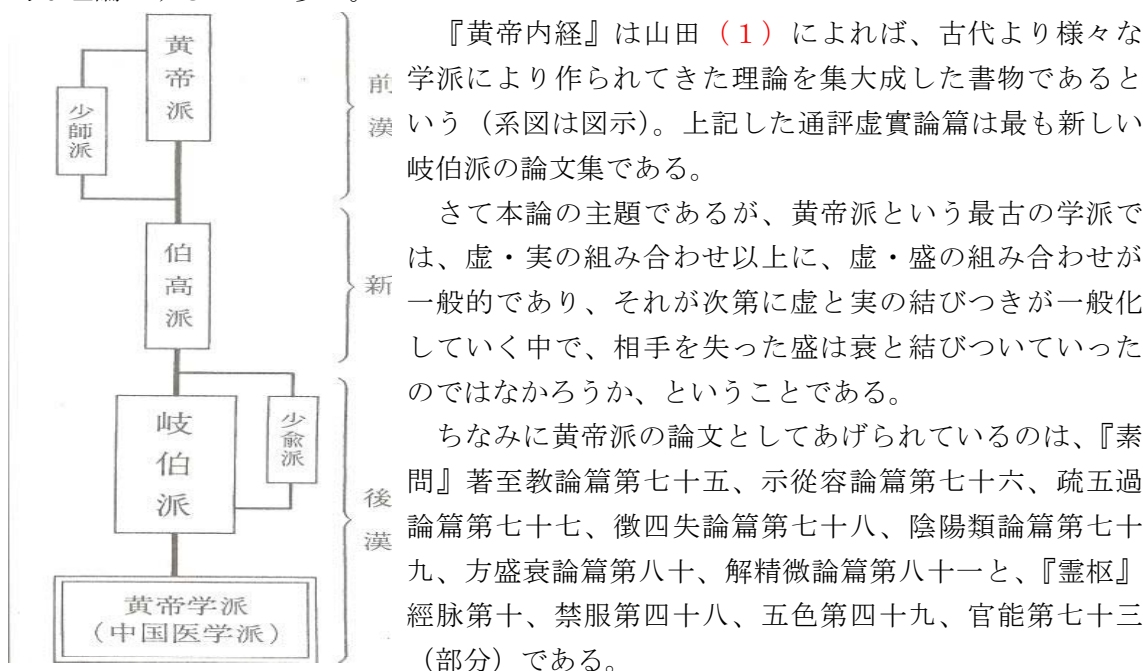 黄帝派
少師派
前漢
伯高派
新
岐伯派
少兪派
後漢
黄帝学派
(中国医学派)
『黄帝内経』は山田(1)によれば、古代より様々な
学派により作られてきた理論を集大成した書物であると
いう(系図は図示)。上記した通評虚實論篇は最も新しい
岐伯派の論文集である。
さて本論の主題であるが、黄帝派という最古の学派で
は、虚・実の組み合わせ以上に、虚・盛の組み合わせが
一般的であり、それが次第に虚と実の結びつきが一般化
していく中で、相手を失った盛は衰と結びついていった
のではなかろうか、ということである。
ちなみに黄帝派の論文としてあげられているのは、『素
問』著至教論篇第七十五、示從容論篇第七十六、疏五過
論篇第七十七、徴四失論篇第七十八、陰陽類論篇第七十
九、方盛衰論篇第八十、解精微論篇第八十一と、『霊枢』
經脉第十、禁服第四十八、五色第四十九、官能第七十三
(部分)である。